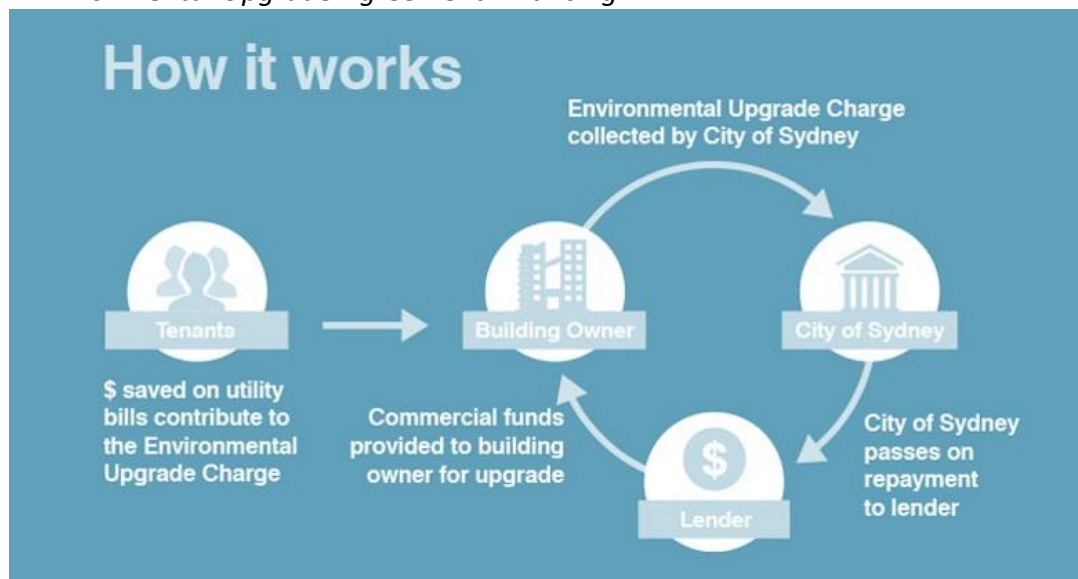 How it works
Environmental Upgrade Charge
collected by City of Sydney
Tenants
Building Owner
City of Sydney
$ saved on utility
bills contribute to
the Environmental
Upgrade Charge
Commercial funds
provided to building
owner for upgrade
$
Lender
City of Sydney
passes on
repayment
to lender